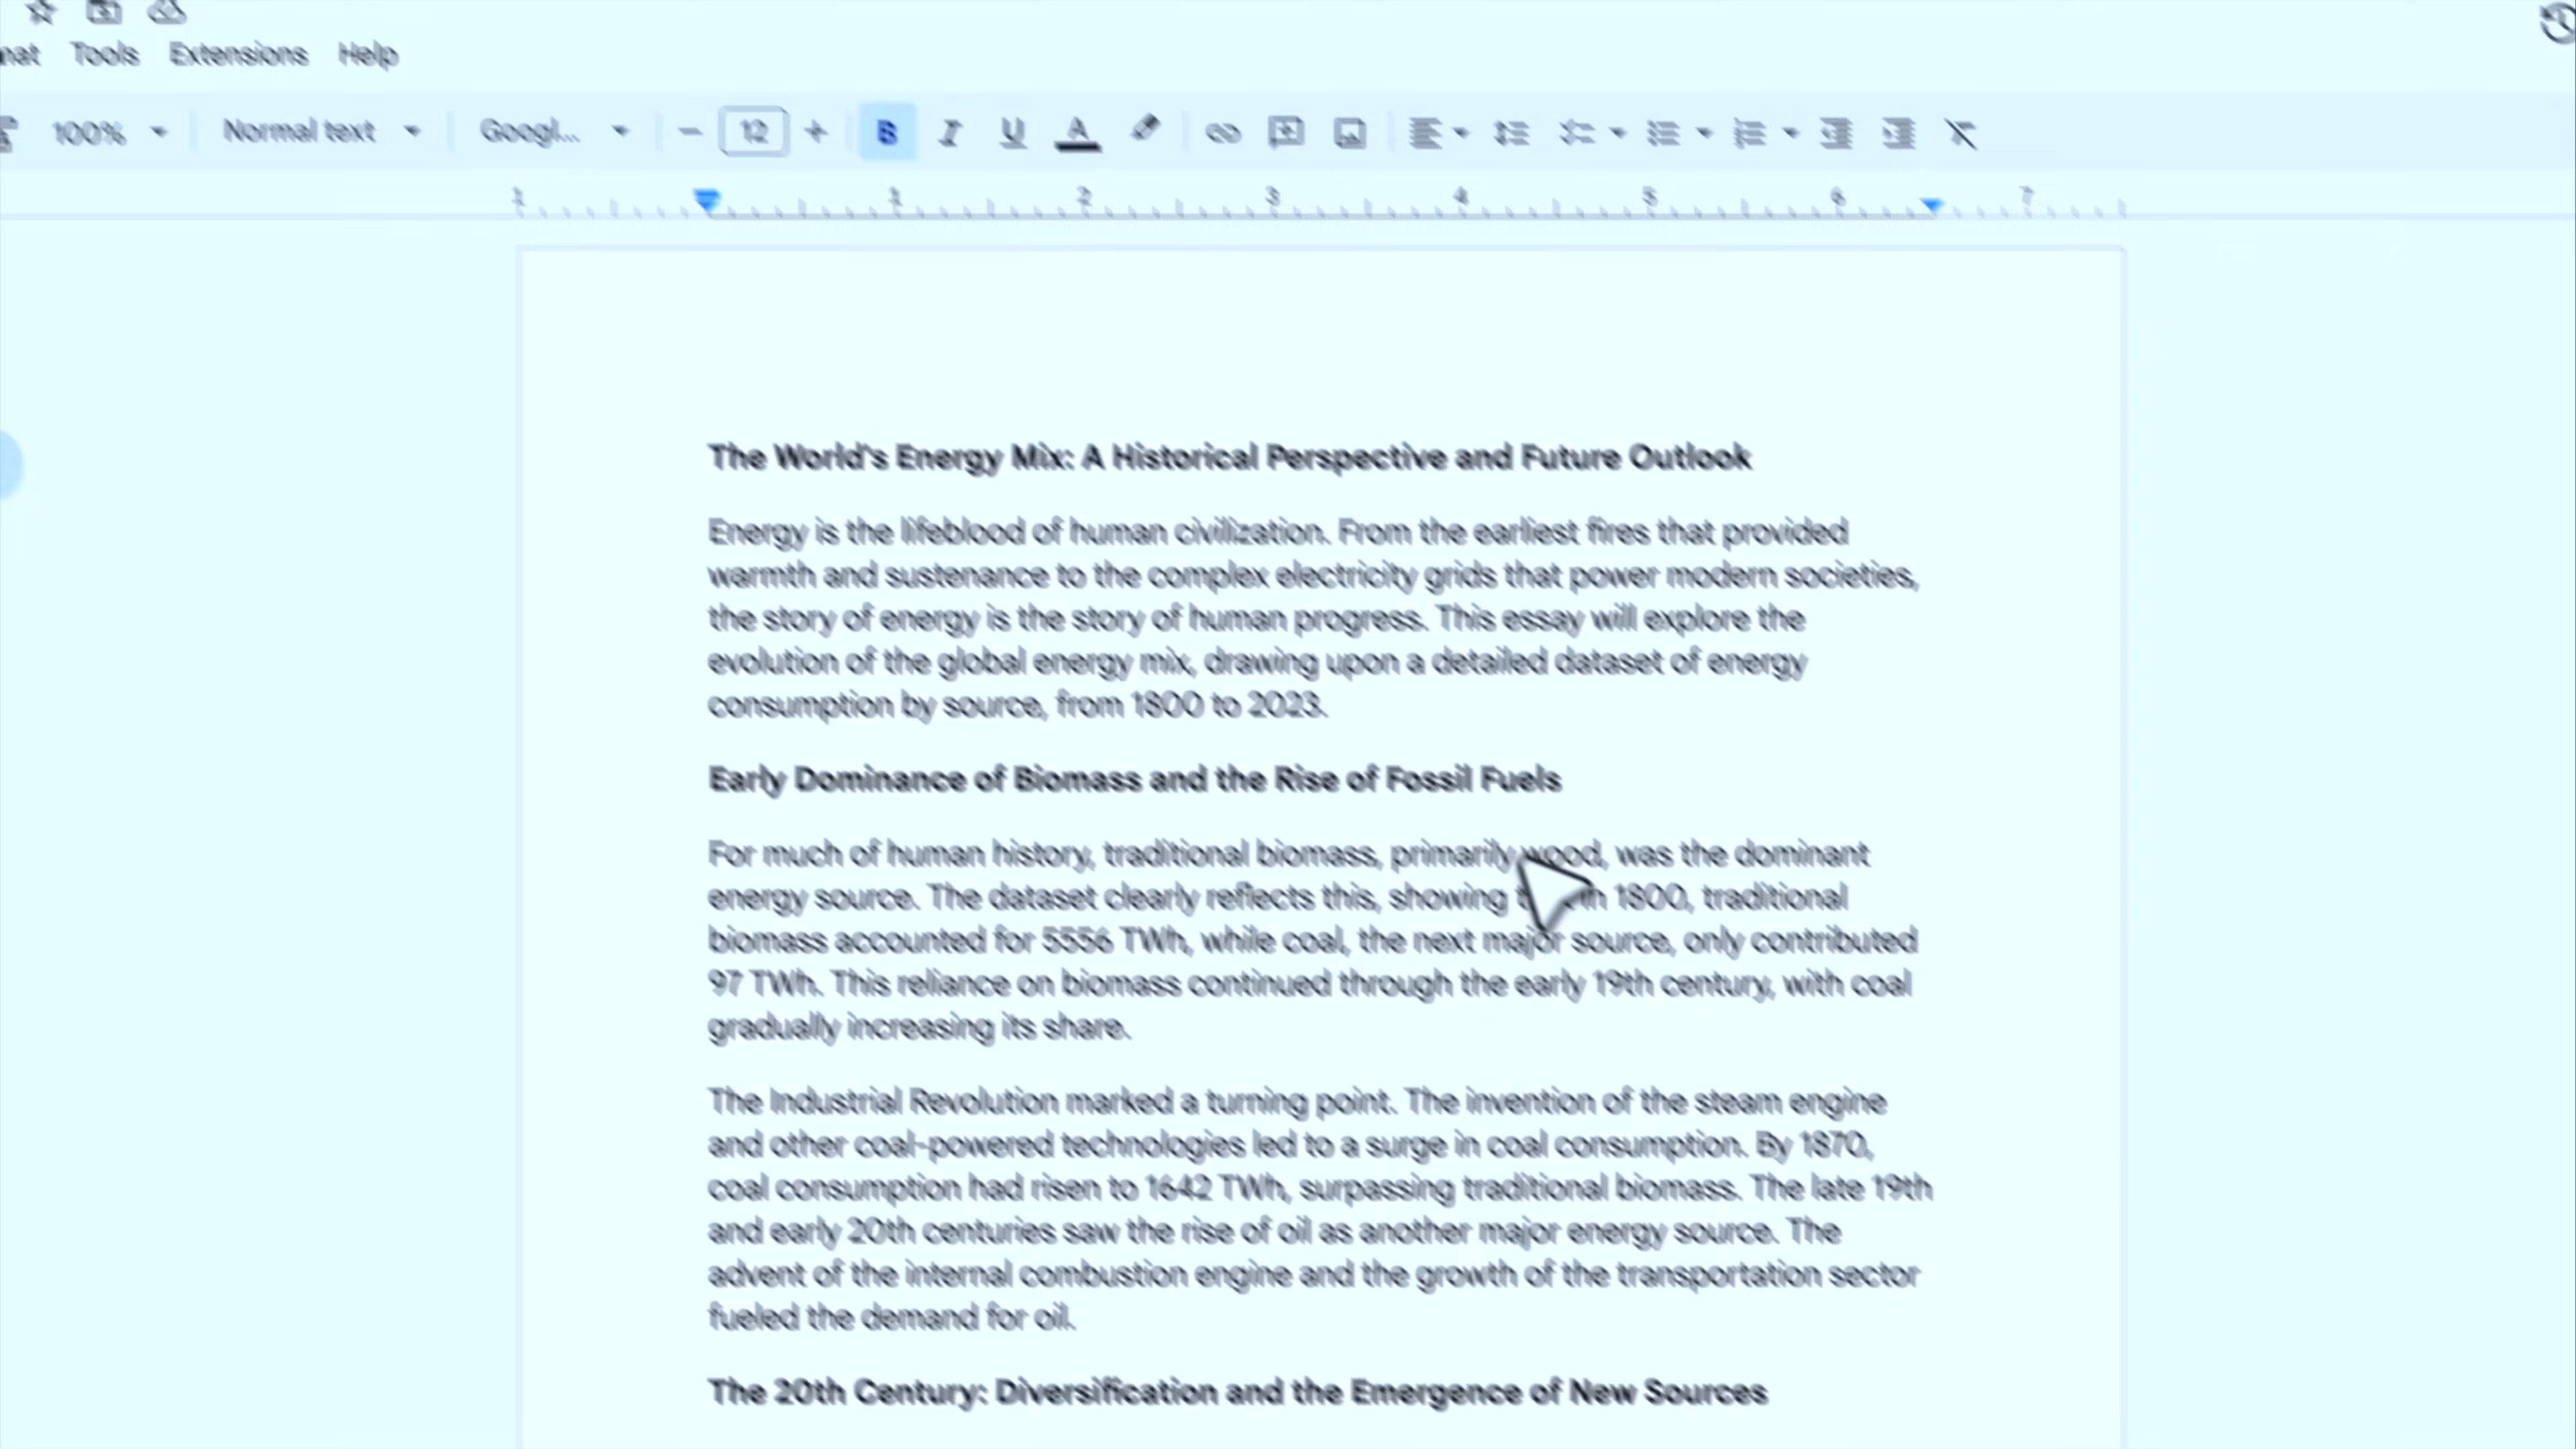 Tools Extensions Help
100% Normal text Googl... − 12 + B I U A
1 1 2 3 4 5 6 7
The World's Energy Mix: A Historical Perspective and Future Outlook
Energy is the lifeblood of human civilization. From the earliest fires that provided
warmth and sustenance to the complex electricity grids that power modern societies,
the story of energy is the story of human progress. This essay will explore the
evolution of the global energy mix, drawing upon a detailed dataset of energy
consumption by source, from 1800 to 2023.
Early Dominance of Biomass and the Rise of Fossil Fuels
For much of human history, traditional biomass, primarily wood, was the dominant
energy source. The dataset clearly reflects this, showing in 1800, traditional
biomass accounted for 5556 TWh, while coal, the next major source, only contributed
97 TWh. This reliance on biomass continued through the early 19th century, with coal
gradually increasing its share.
The Industrial Revolution marked a turning point. The invention of the steam engine
and other coal-powered technologies led to a surge in coal consumption. By 1870,
coal consumption had risen to 1642 TWh, surpassing traditional biomass. The late 19th
and early 20th centuries saw the rise of oil as another major energy source. The
advent of the internal combustion engine and the growth of the transportation sector
fueled the demand for oil.
The 20th Century: Diversification and the Emergence of New Sources